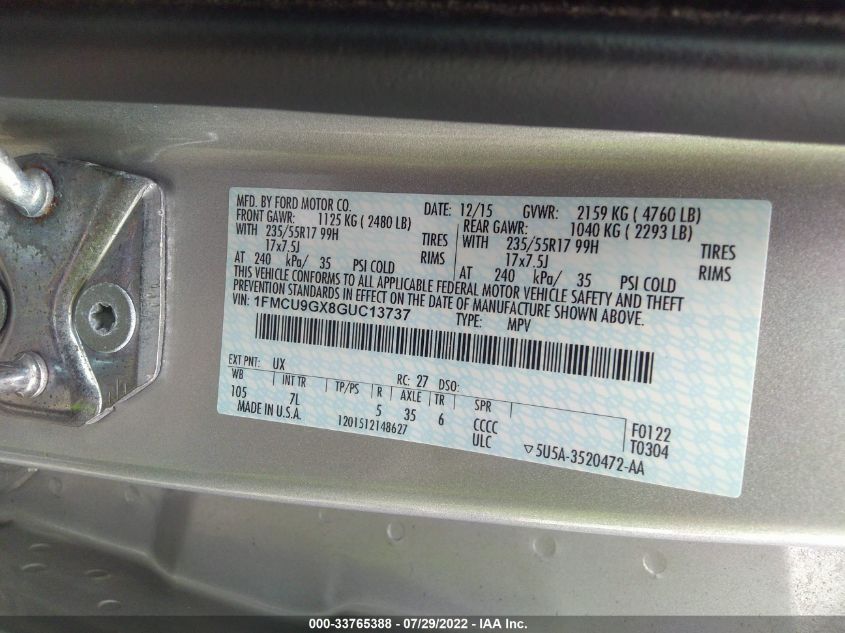 MFD. BY FORD MOTOR CO. DATE: 12/15 GVWR: 2159 KG ( 4760 LB)
FRONT GAWR: 1125 KG ( 2480 LB) REAR GAWR: 1040 KG ( 2293 LB)
WITH 235/55R17 99H TIRES WITH 235/55R17 99H TIRES
17x7.5J RIMS 17x7.5J RIMS
AT 240 kPa/ 35 PSI COLD AT 240 kPa/ 35 PSI COLD
THIS VEHICLE CONFORMS TO ALL APPLICABLE FEDERAL MOTOR VEHICLE SAFETY AND THEFT
PREVENTION STANDARDS IN EFFECT ON THE DATE OF MANUFACTURE SHOWN ABOVE.
VIN: 1FMCU9GX8GUC13737 TYPE: MPV
EXT PNT: UX RC: 27 DSO:
WB INT TR TP/PS R AXLE TR SPR
105 7L 5 35 6 CCCC F0122
MADE IN U.S.A. 1201512148627 ULC T0304
▽5U5A-3520472-AA
000-33765388 / 07/29/2022 - IAA Inc.